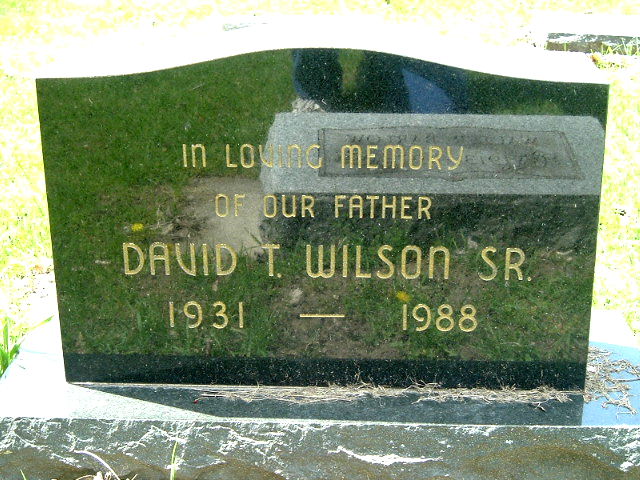 IN LOVING MEMORY
OF OUR FATHER
DAVID T. WILSON SR.
1931 — 1988